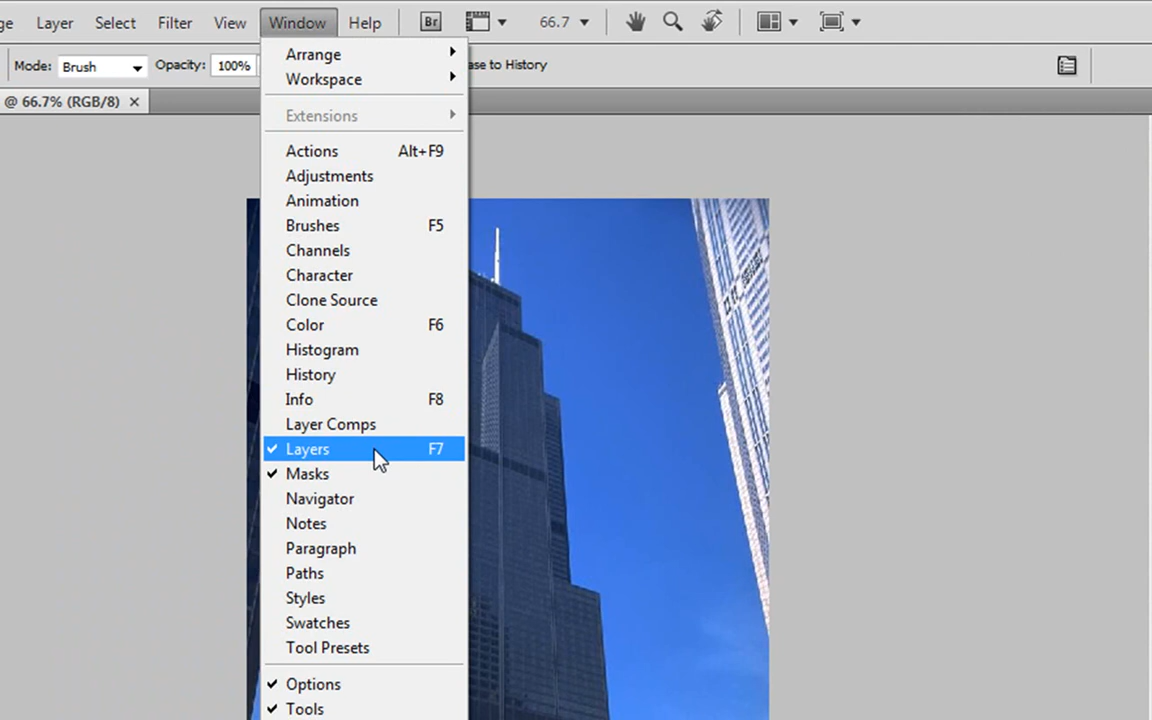 Layer Select Filter View Window Help Br 66.7
Mode: Brush Opacity: 100% ase to History
@ 66.7% (RGB/8)
Arrange
Workspace
Extensions
Actions Alt+F9
Adjustments
Animation
Brushes F5
Channels
Character
Clone Source
Color F6
Histogram
History
Info F8
Layer Comps
Layers F7
Masks
Navigator
Notes
Paragraph
Paths
Styles
Swatches
Tool Presets
Options
Tools